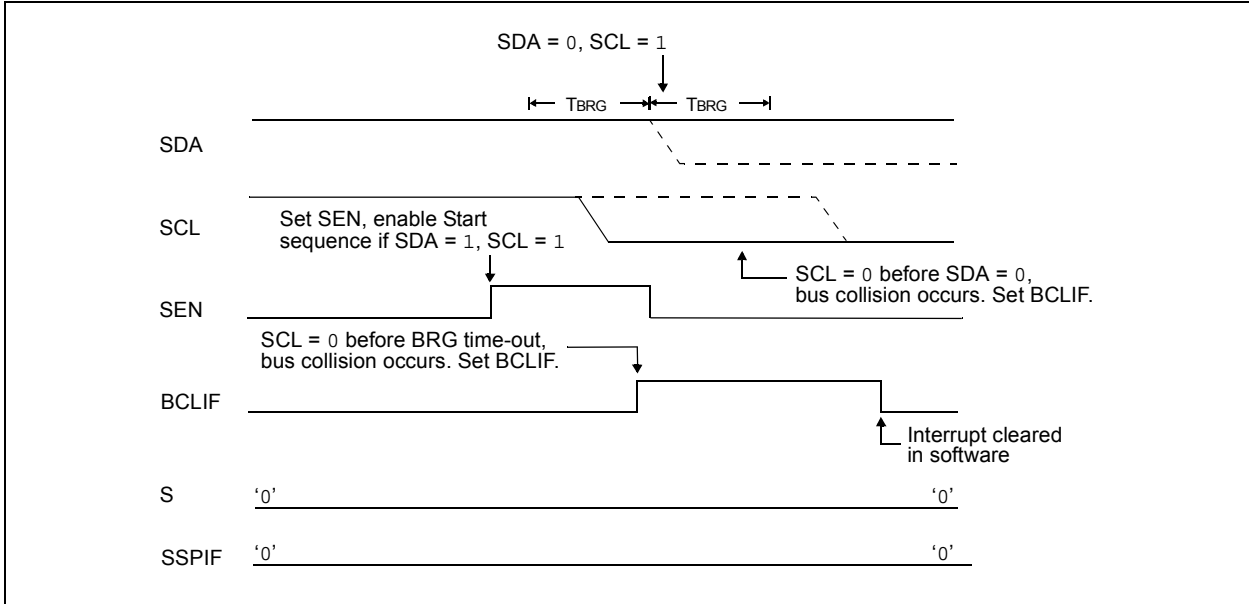 SDA = 0, SCL = 1
TBRG TBRG
SDA
SCL
Set SEN, enable Start
sequence if SDA = 1, SCL = 1
SCL = 0 before SDA = 0,
bus collision occurs. Set BCLIF.
SEN
SCL = 0 before BRG time-out,
bus collision occurs. Set BCLIF.
BCLIF
Interrupt cleared
in software
S ‘0’ ‘0’
SSPIF ‘0’ ‘0’